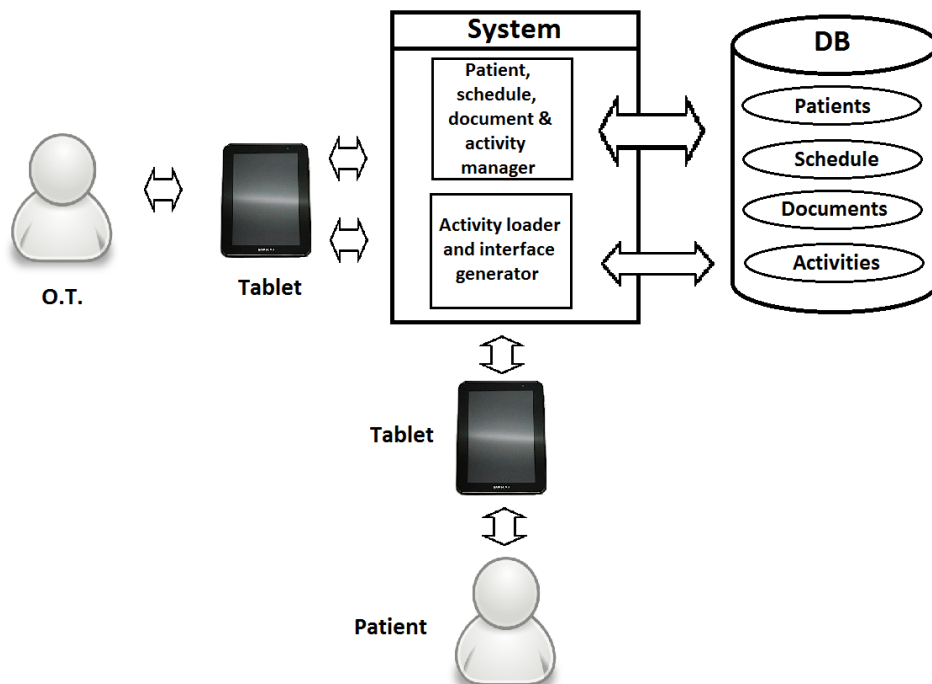 System
Patient,
schedule,
document &
activity
manager
Activity loader
and interface
generator
DB
Patients
Schedule
Documents
Activities
O.T.
Tablet
Tablet
Patient